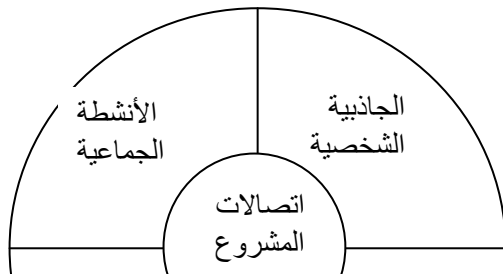 الجاذبية
الشخصية
الأنشطة
الجماعية
اتصالات
المشروع